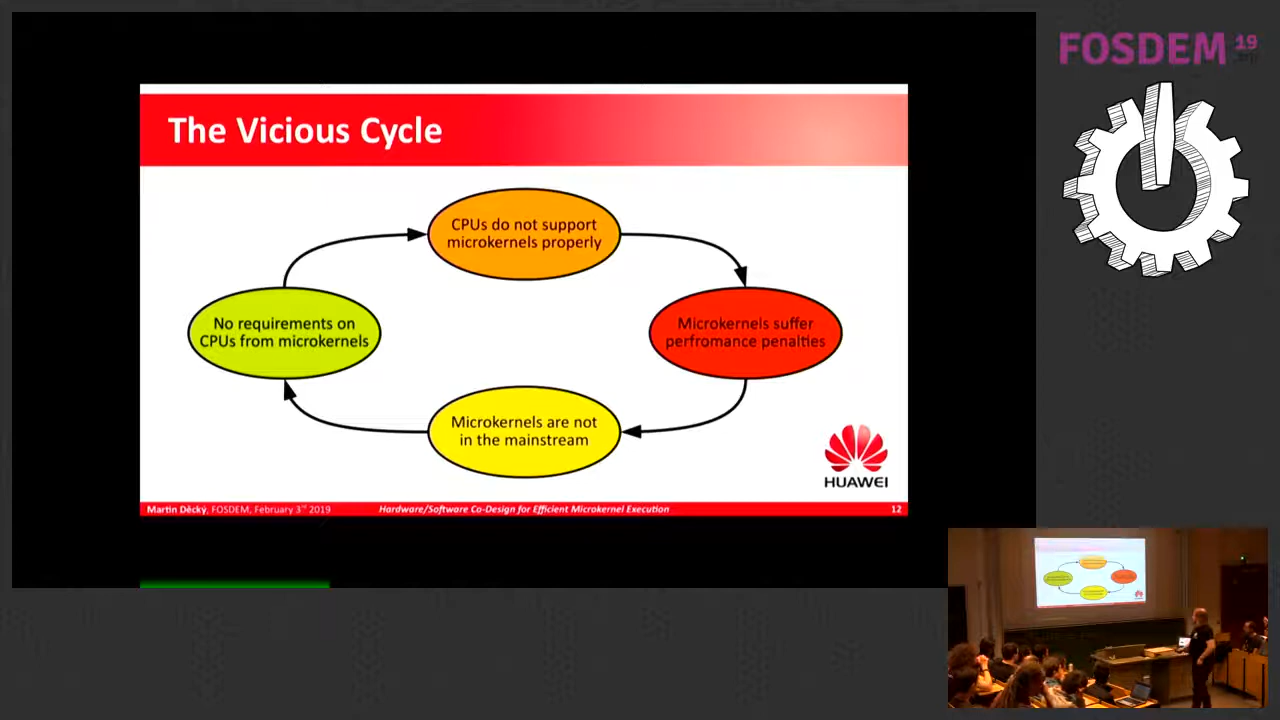 FOSDEM 19
The Vicious Cycle
CPUs do not support
microkernels properly
No requirements on
CPUs from microkernels
Microkernels suffer
perfromance penalties
Microkernels are not
in the mainstream
HUAWEI
Martin Děcký, FOSDEM, February 3rd 2019
Hardware/Software Co-Design for Efficient Microkernel Execution
12